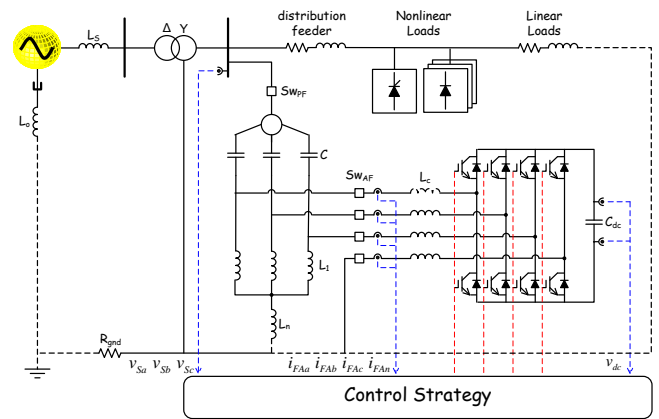 distribution feeder
Nonlinear Loads
Linear Loads
L_S
Δ Y
Sw_PF
L_o
C
Sw_AF
L_c
C_dc
L_1
L_n
R_gnd
v_Sa v_Sb v_Sc
i_FAa i_FAb i_FAc i_FAn
v_dc
Control Strategy